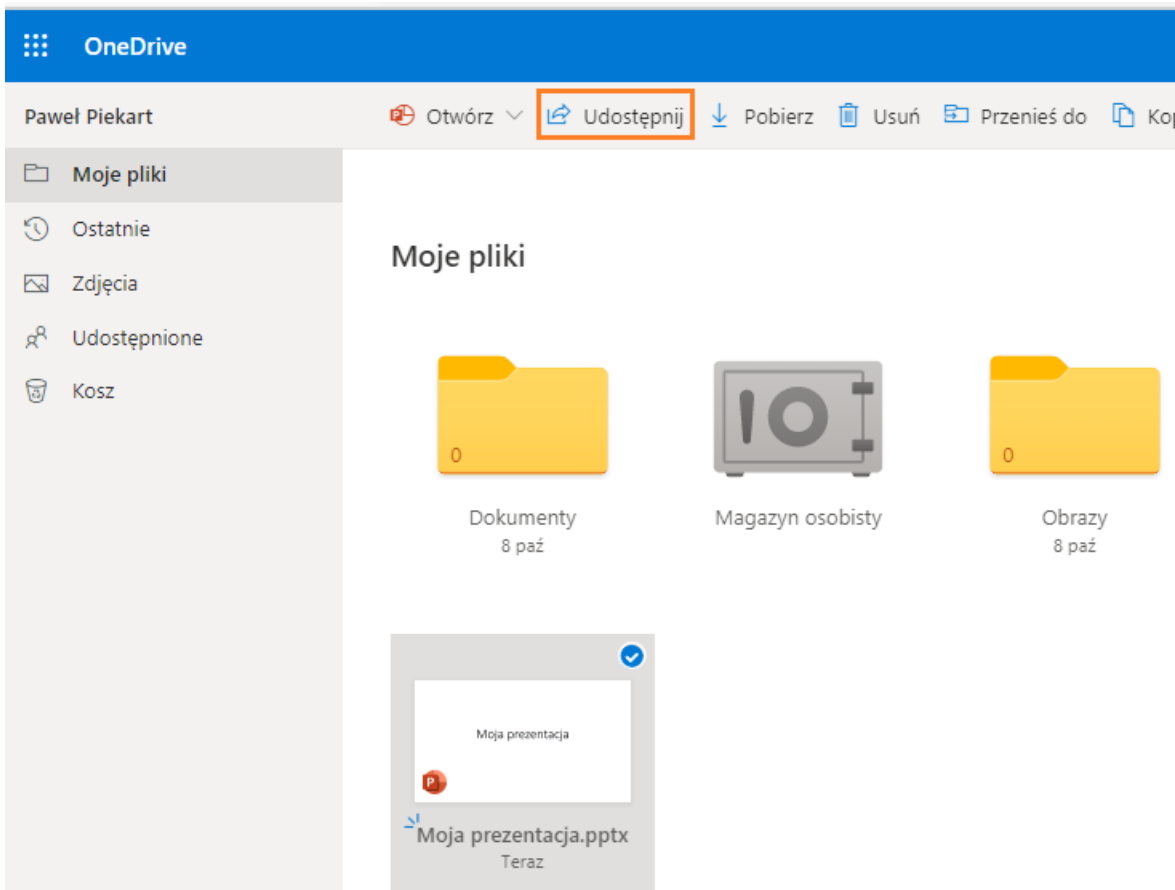 OneDrive
Paweł Piekart
Otwórz Udostępnij Pobierz Usuń Przenieś do
Moje pliki
Ostatnie
Zdjęcia
Udostępnione
Kosz
Moje pliki
0
0
Dokumenty
8 paź
Magazyn osobisty
Obrazy
8 paź
Moja prezentacja
P
Moja prezentacja.pptx
Teraz